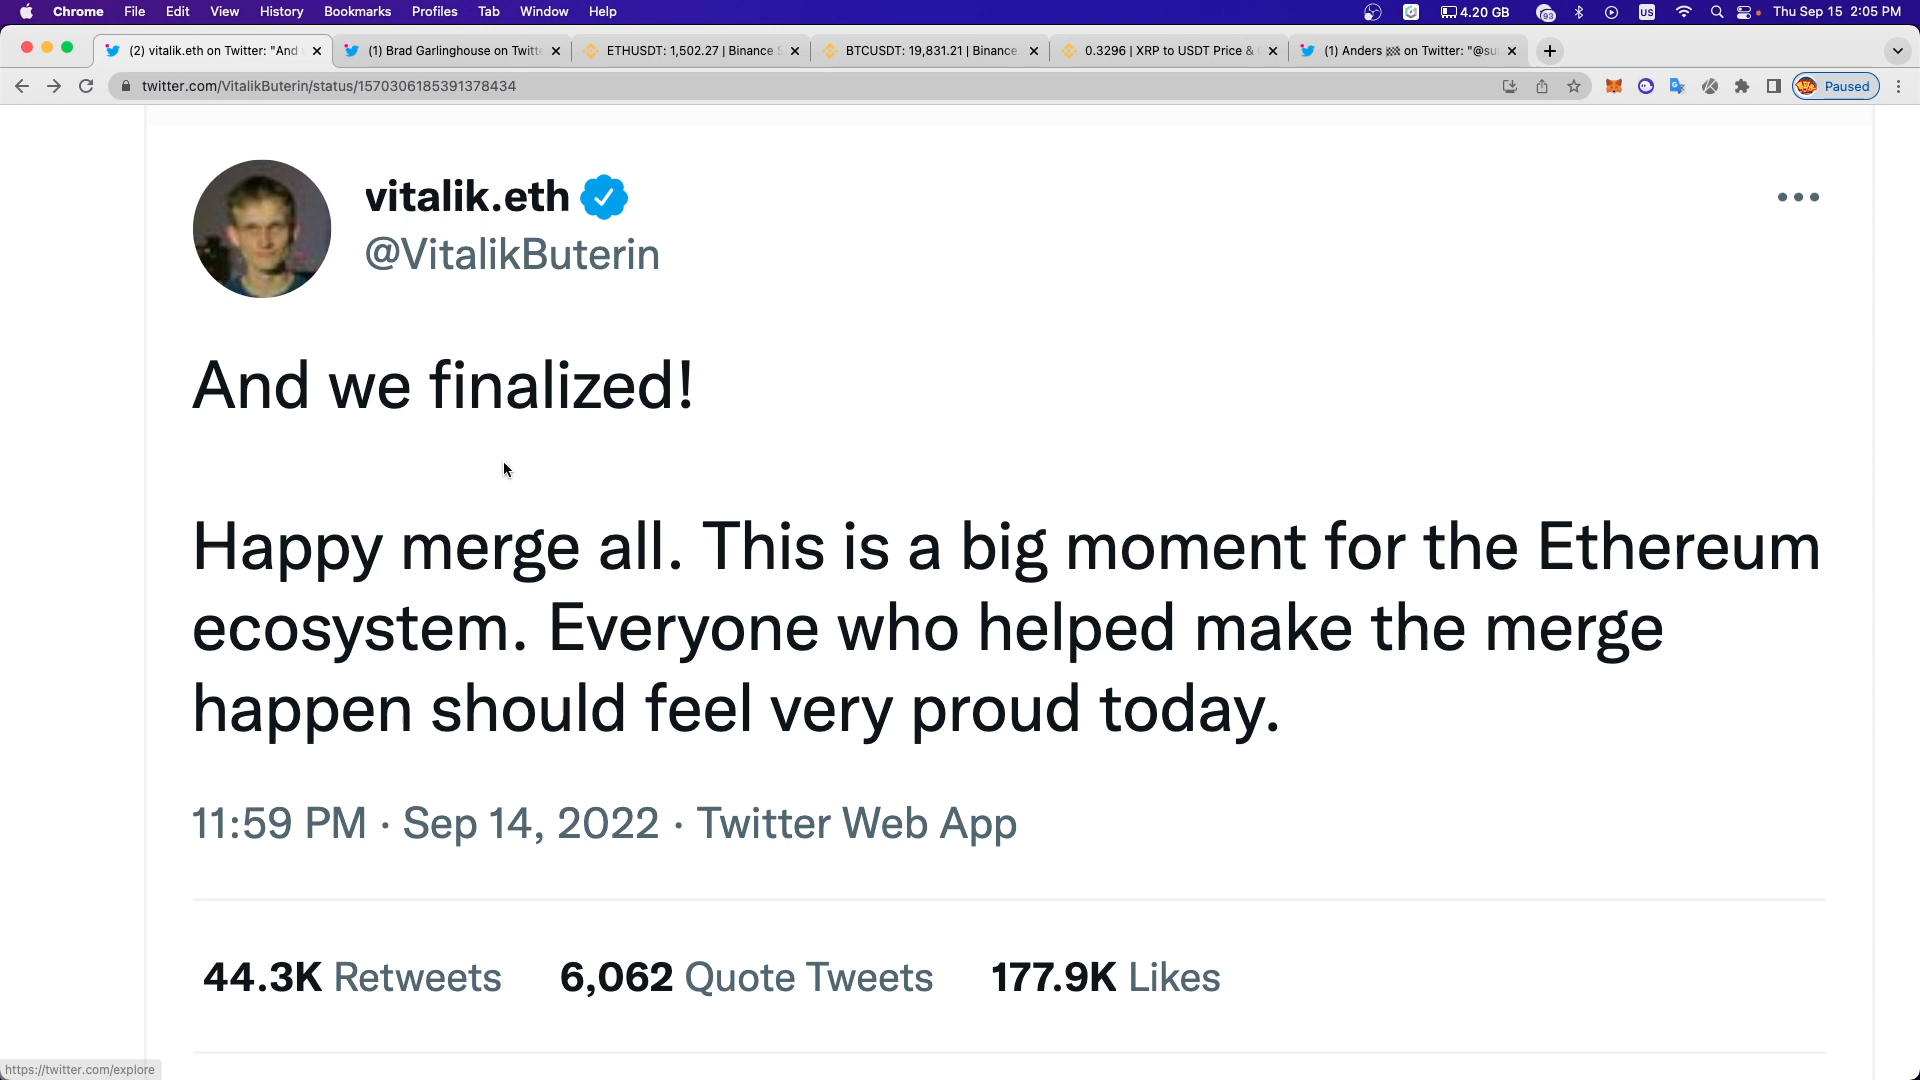 Chrome File Edit View History Bookmarks Profiles Tab Window Help 4.20 GB 93 US Thu Sep 15 2:05 PM
(2) vitalik.eth on Twitter: "And (1) Brad Garlinghouse on Twitte ETHUSDT: 1,502.27 | Binance S BTCUSDT: 19,831.21 | Binance 0.3296 | XRP to USDT Price & (1) Anders 🏁 on Twitter: "@su
twitter.com/VitalikButerin/status/1570306185391378434 Paused
vitalik.eth
@VitalikButerin
And we finalized!
Happy merge all. This is a big moment for the Ethereum
ecosystem. Everyone who helped make the merge
happen should feel very proud today.
11:59 PM · Sep 14, 2022 · Twitter Web App
44.3K Retweets 6,062 Quote Tweets 177.9K Likes
https://twitter.com/explore